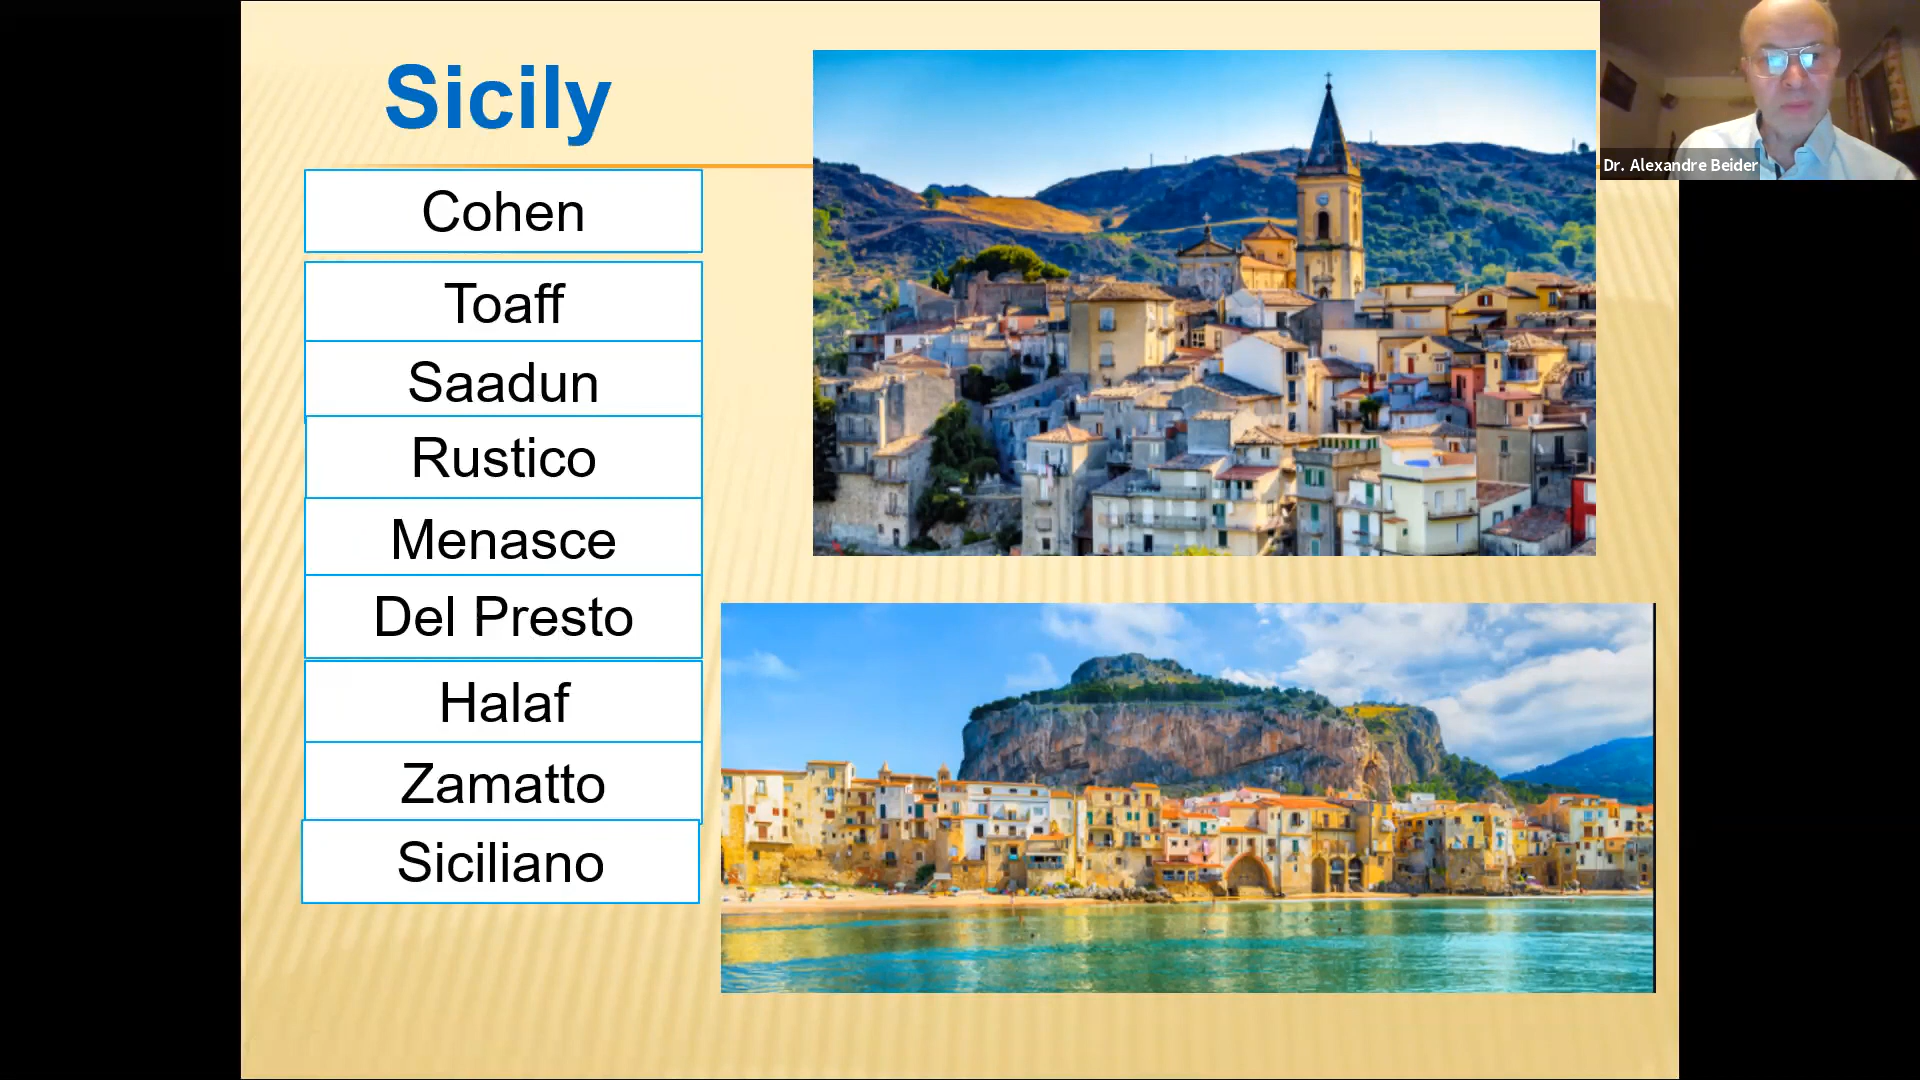 Sicily
Cohen
Toaff
Saadun
Rustico
Menasce
Del Presto
Halaf
Zamatto
Siciliano
Dr. Alexandre Beider